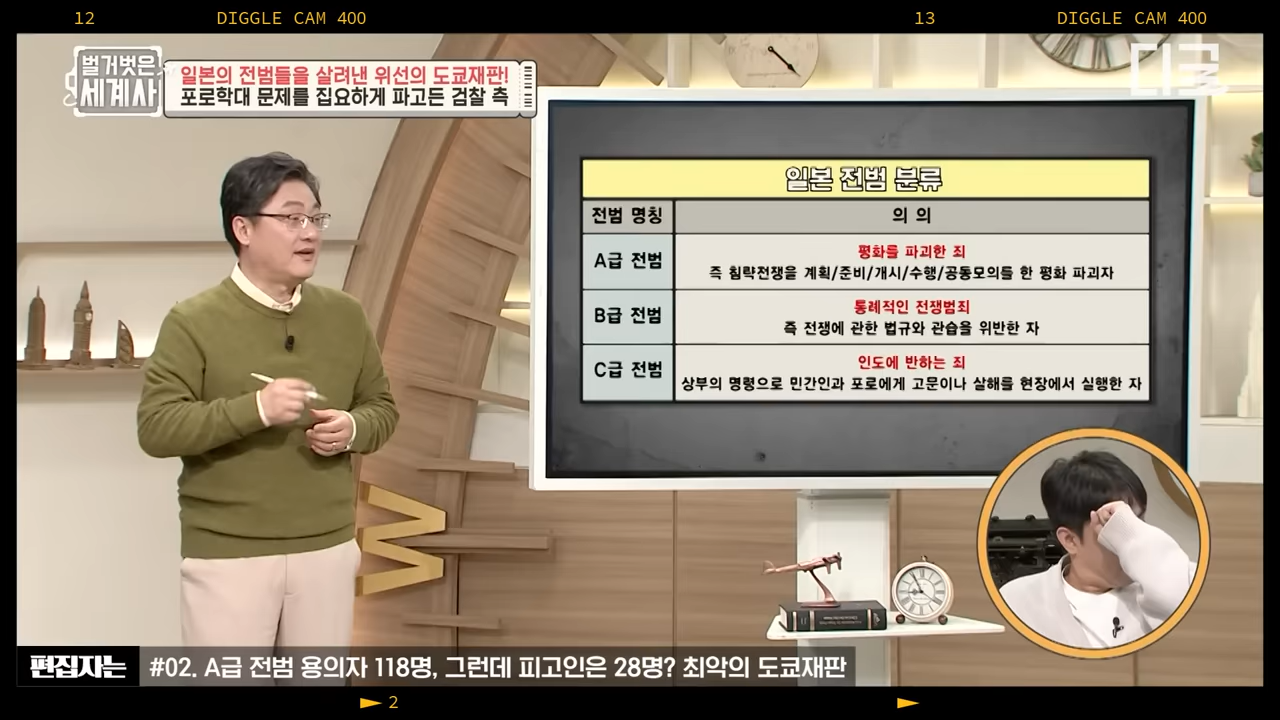 12 DIGGLE CAM 400 13 DIGGLE CAM 400
벌거벗은
세계사
일본의 전범들을 살려낸 위선의 도쿄재판!
포로학대 문제를 집요하게 파고든 검찰 측
디글
일본 전범 분류
전범 명칭 의 의
A급 전범 평화를 파괴한 죄
즉 침략전쟁을 계획/준비/개시/수행/공동모의를 한 평화 파괴자
B급 전범 통례적인 전쟁범죄
즉 전쟁에 관한 법규와 관습을 위반한 자
C급 전범 인도에 반하는 죄
상부의 명령으로 민간인과 포로에게 고문이나 살해를 현장에서 실행한 자
W
편집자는 #02. A급 전범 용의자 118명, 그런데 피고인은 28명? 최악의 도쿄재판
2